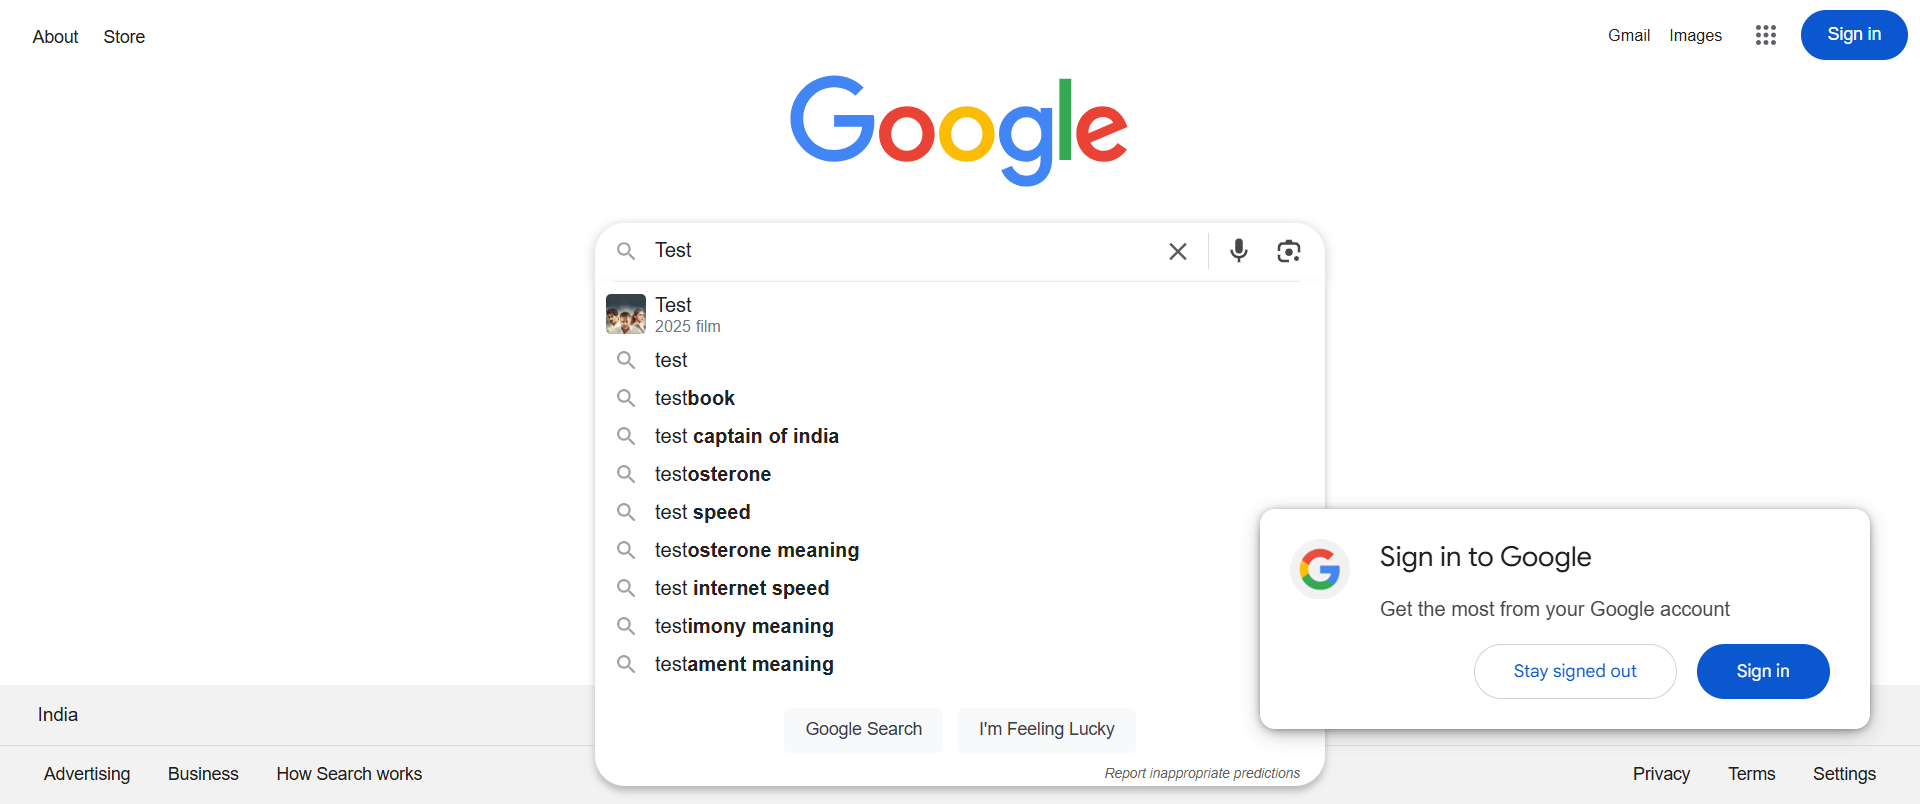 About Store
Gmail Images Sign in
Google
Test
Test
2025 film
test
testbook
test captain of india
testosterone
test speed
testosterone meaning
test internet speed
testimony meaning
testament meaning
Google Search I'm Feeling Lucky
Report inappropriate predictions
Sign in to Google
Get the most from your Google account
Stay signed out Sign in
India
Advertising Business How Search works
Privacy Terms Settings